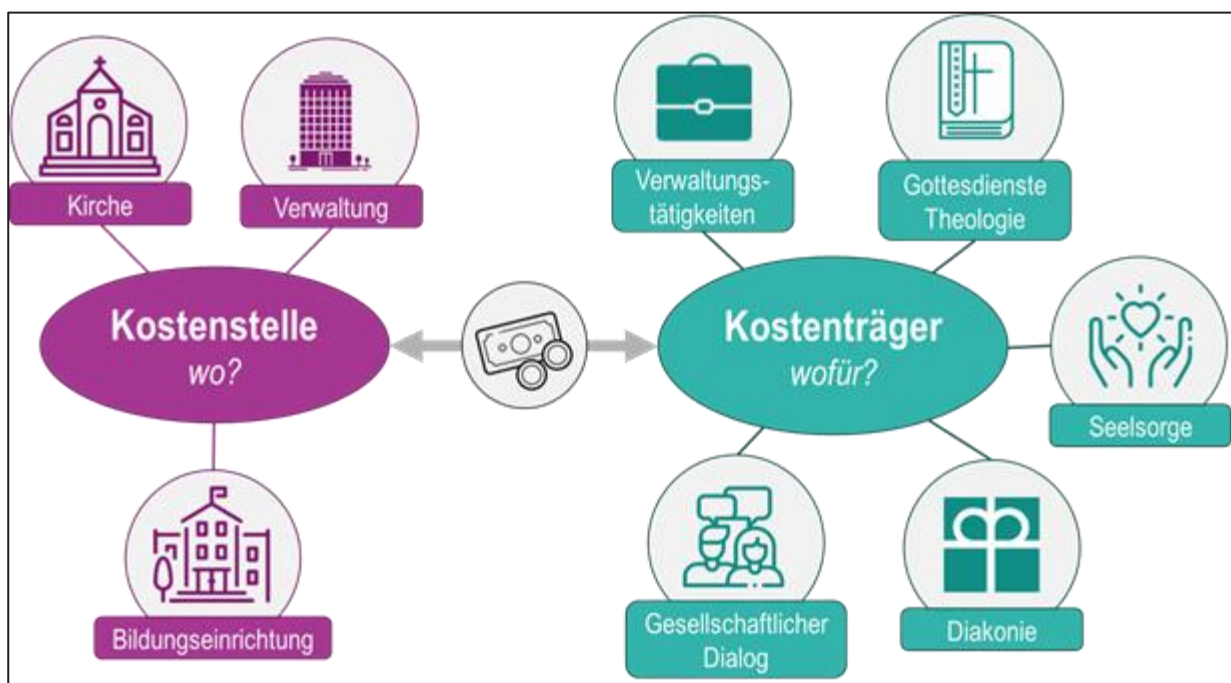 Kirche
Verwaltung
Kostenstelle
wo?
Bildungseinrichtung
Verwaltungs-
tätigkeiten
Gottesdienste
Theologie
Kostenträger
wofür?
Seelsorge
Gesellschaftlicher
Dialog
Diakonie